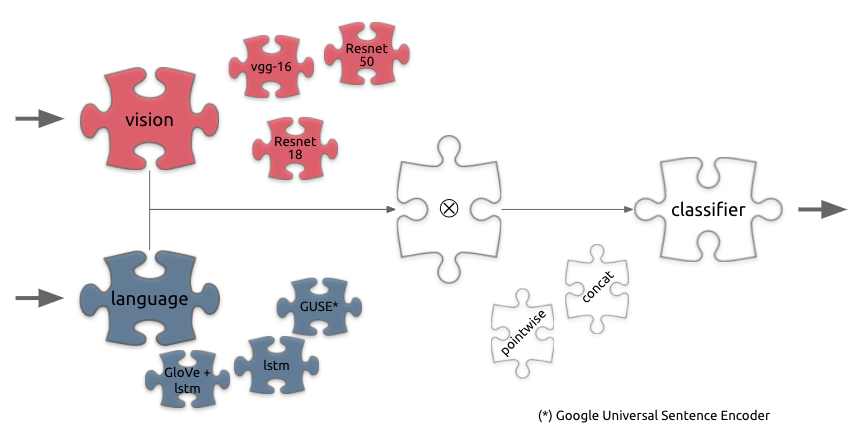 Resnet
50
vgg-16
vision
Resnet
18
⊗
classifier
language
GUSE*
concat
pointwise
lstm
GloVe +
lstm
(*) Google Universal Sentence Encoder